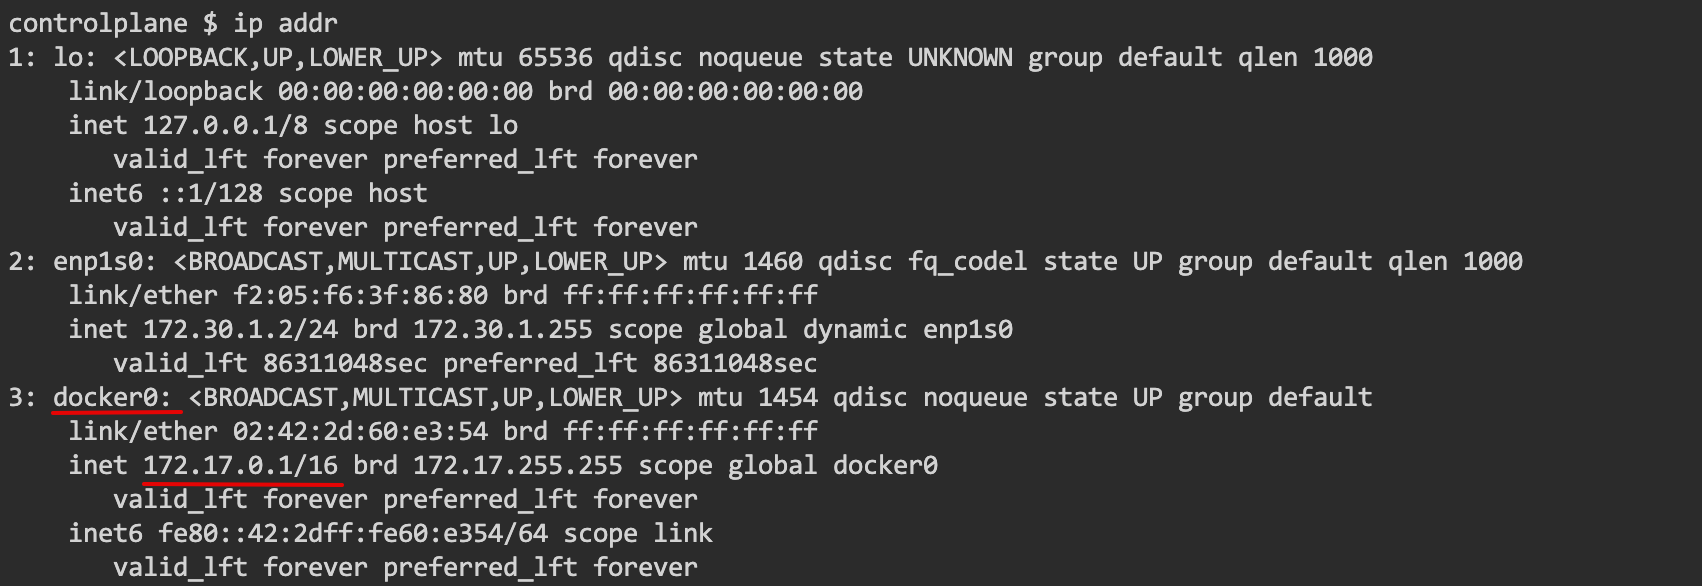 controlplane $ ip addr
1: lo: <LOOPBACK,UP,LOWER_UP> mtu 65536 qdisc noqueue state UNKNOWN group default qlen 1000
    link/loopback 00:00:00:00:00:00 brd 00:00:00:00:00:00
    inet 127.0.0.1/8 scope host lo
       valid_lft forever preferred_lft forever
    inet6 ::1/128 scope host
       valid_lft forever preferred_lft forever
2: enp1s0: <BROADCAST,MULTICAST,UP,LOWER_UP> mtu 1460 qdisc fq_codel state UP group default qlen 1000
    link/ether f2:05:f6:3f:86:80 brd ff:ff:ff:ff:ff:ff
    inet 172.30.1.2/24 brd 172.30.1.255 scope global dynamic enp1s0
       valid_lft 86311048sec preferred_lft 86311048sec
3: docker0: <BROADCAST,MULTICAST,UP,LOWER_UP> mtu 1454 qdisc noqueue state UP group default
    link/ether 02:42:2d:60:e3:54 brd ff:ff:ff:ff:ff:ff
    inet 172.17.0.1/16 brd 172.17.255.255 scope global docker0
       valid_lft forever preferred_lft forever
    inet6 fe80::42:2dff:fe60:e354/64 scope link
       valid_lft forever preferred_lft forever